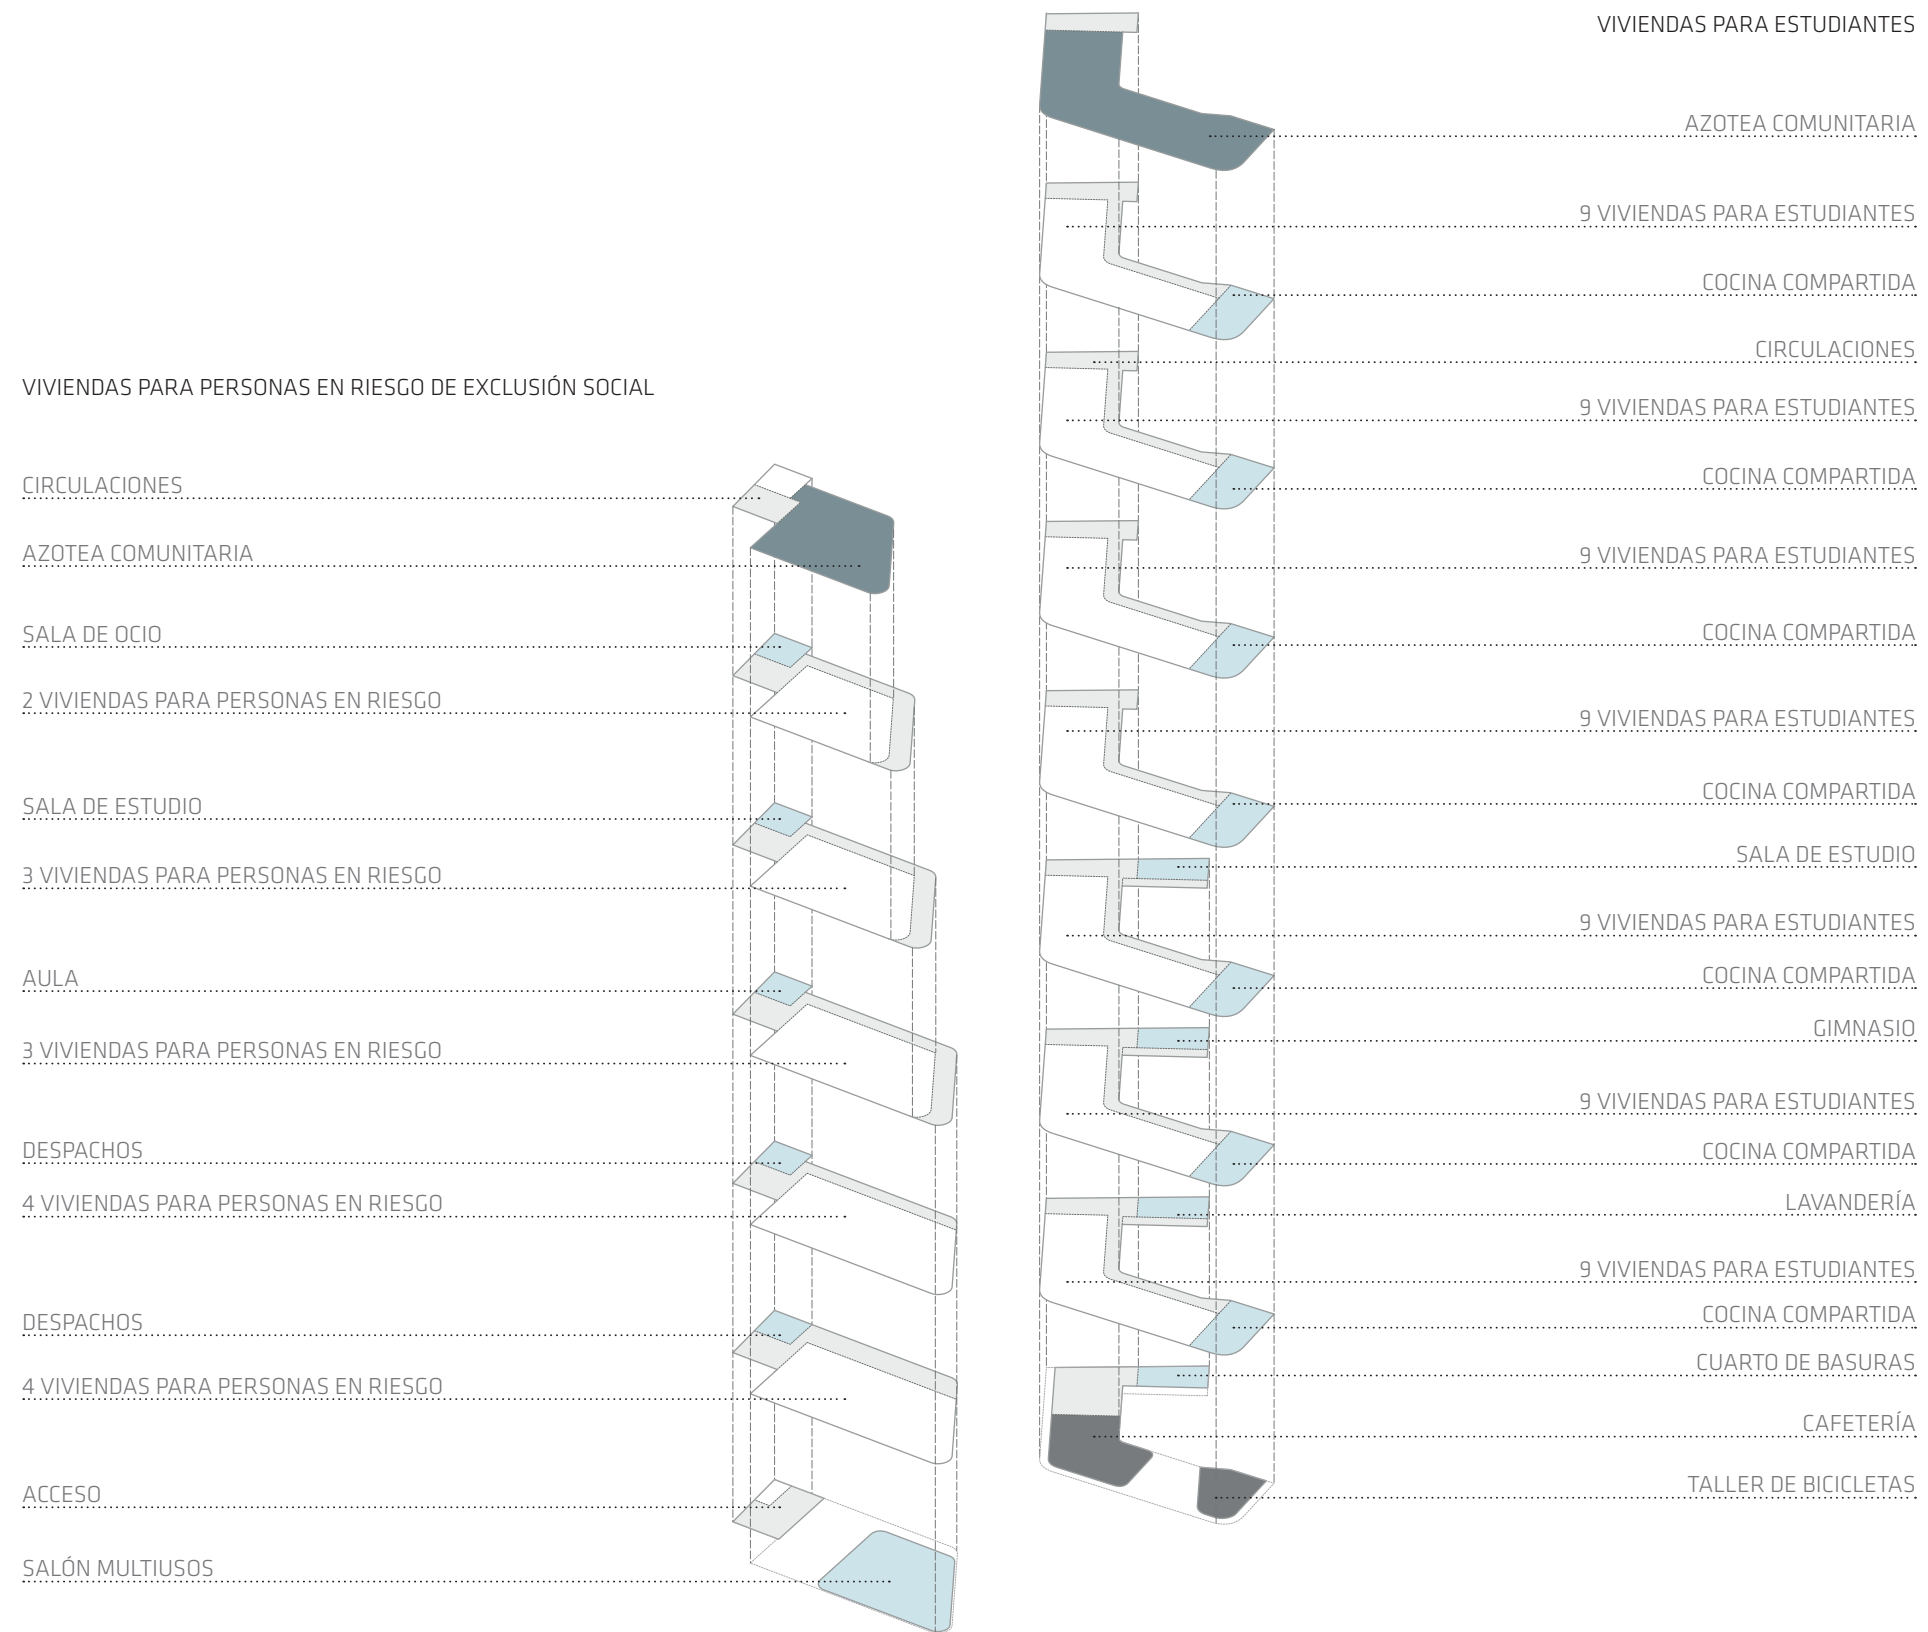 VIVIENDAS PARA PERSONAS EN RIESGO DE EXCLUSIÓN SOCIAL
CIRCULACIONES
AZOTEA COMUNITARIA
SALA DE OCIO
2 VIVIENDAS PARA PERSONAS EN RIESGO
SALA DE ESTUDIO
3 VIVIENDAS PARA PERSONAS EN RIESGO
AULA
3 VIVIENDAS PARA PERSONAS EN RIESGO
DESPACHOS
4 VIVIENDAS PARA PERSONAS EN RIESGO
DESPACHOS
4 VIVIENDAS PARA PERSONAS EN RIESGO
ACCESO
SALÓN MULTIUSOS
VIVIENDAS PARA ESTUDIANTES
AZOTEA COMUNITARIA
9 VIVIENDAS PARA ESTUDIANTES
COCINA COMPARTIDA
CIRCULACIONES
9 VIVIENDAS PARA ESTUDIANTES
COCINA COMPARTIDA
9 VIVIENDAS PARA ESTUDIANTES
COCINA COMPARTIDA
9 VIVIENDAS PARA ESTUDIANTES
COCINA COMPARTIDA
SALA DE ESTUDIO
9 VIVIENDAS PARA ESTUDIANTES
COCINA COMPARTIDA
GIMNASIO
9 VIVIENDAS PARA ESTUDIANTES
COCINA COMPARTIDA
LAVANDERÍA
9 VIVIENDAS PARA ESTUDIANTES
COCINA COMPARTIDA
CUARTO DE BASURAS
CAFETERÍA
TALLER DE BICICLETAS